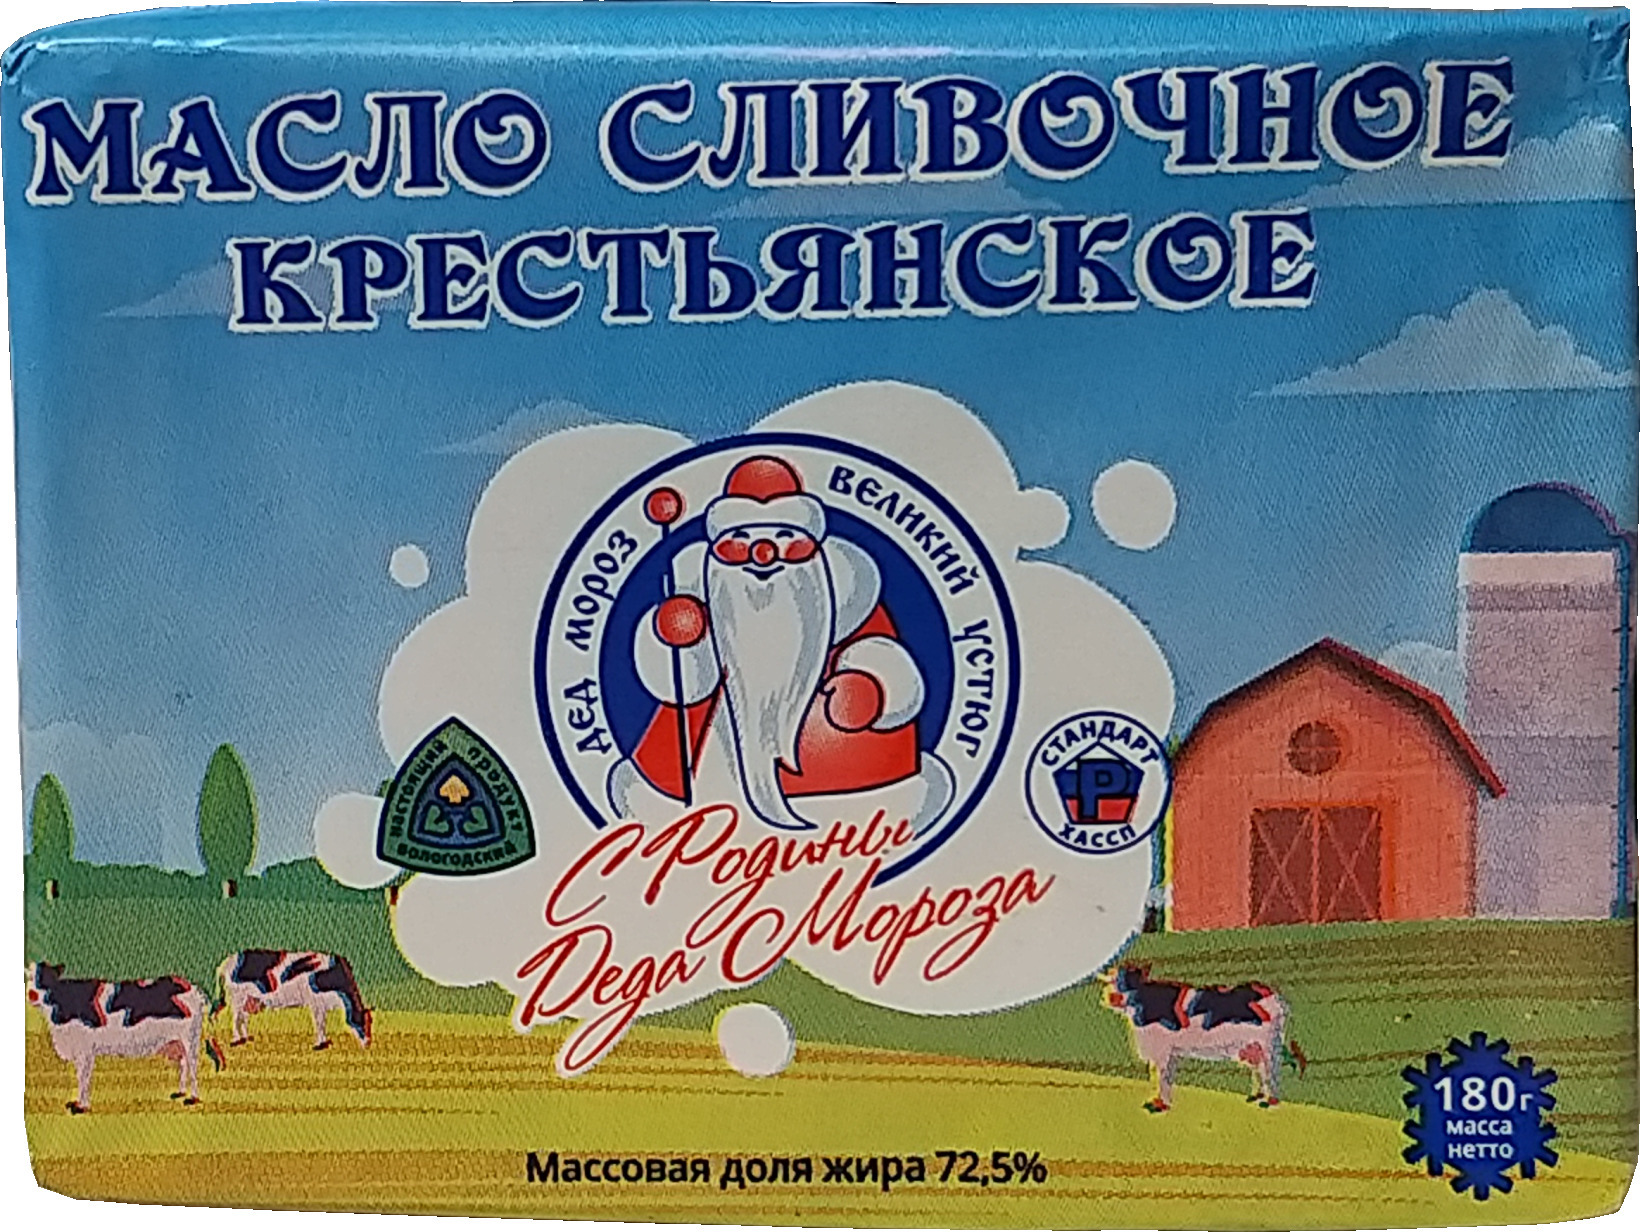 МАСЛО СЛИВОЧНОЕ
КРЕСТЬЯНСКОЕ
ДЕД МОРОЗ ВЕЛИКИЙ УСТЮГ
НАСТОЯЩИЙ ПРОДУКТ
ВОЛОГОДСКИЙ
СТАНДАРТ
Р
ХАССП
С Родины
Деда Мороза
180г
масса
нетто
Массовая доля жира 72,5%